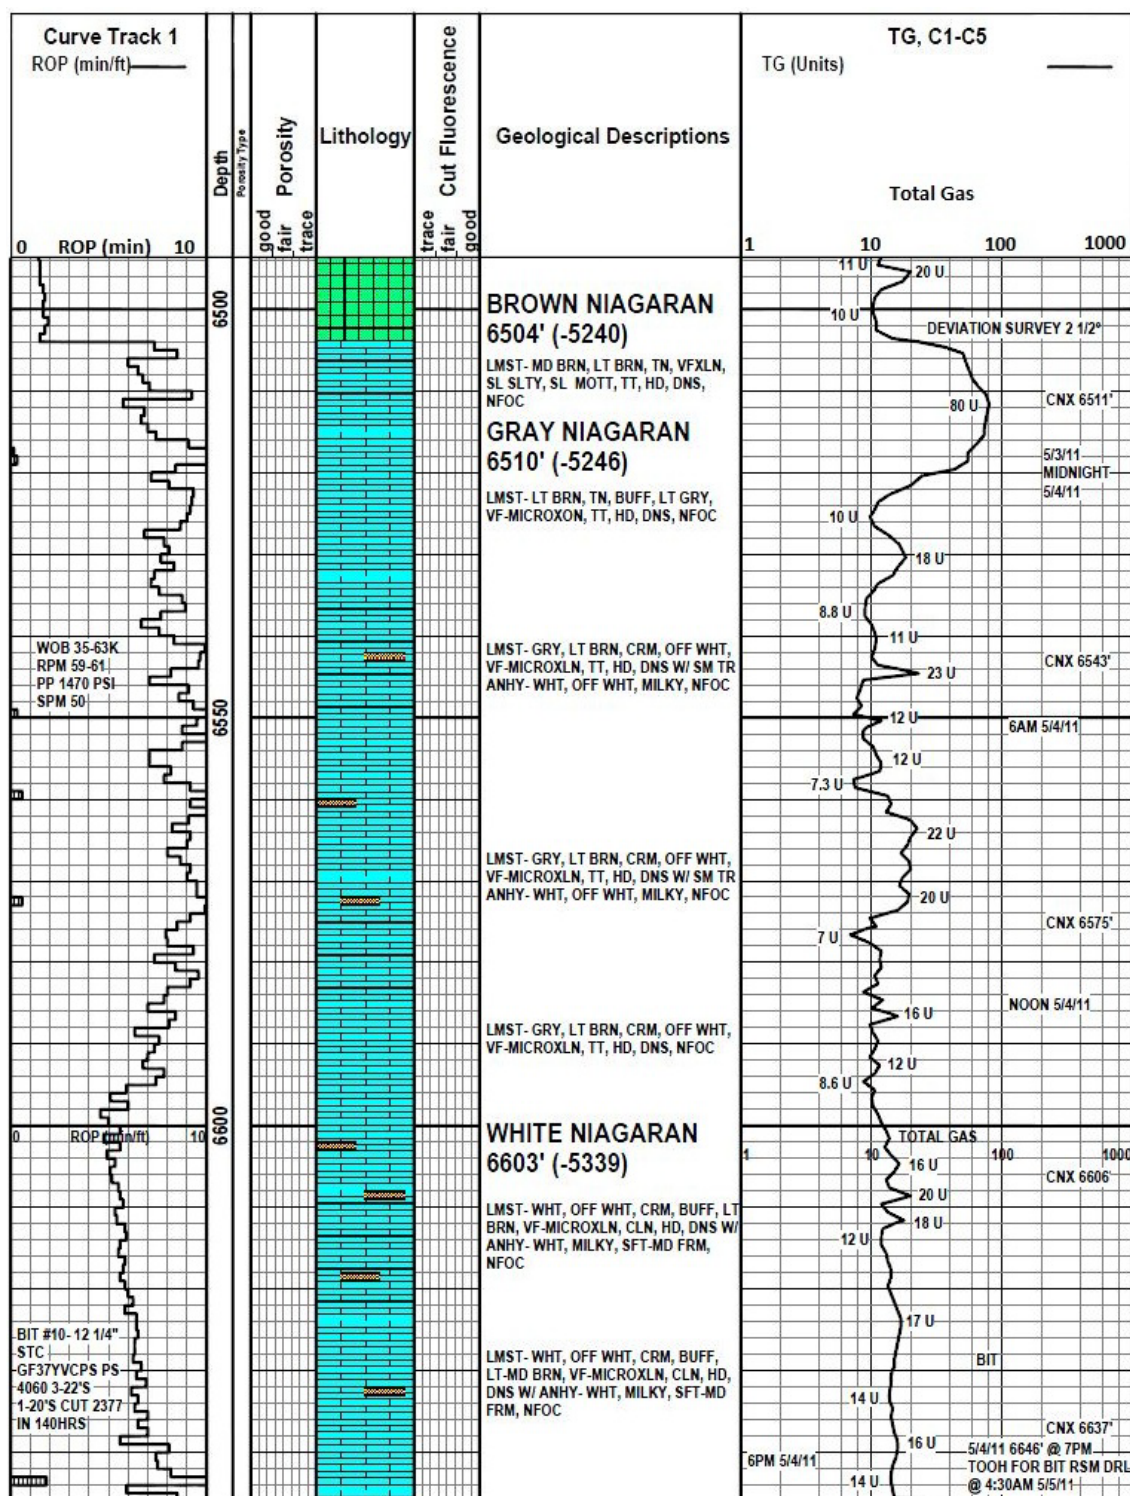 Curve Track 1
ROP (min/ft)
0 ROP (min) 10
Depth
Porosity Type
Porosity
good
fair
trace
Lithology
Cut Fluorescence
trace
fair
good
Geological Descriptions
TG, C1-C5
TG (Units)
Total Gas
1 10 100 1000
11 U
20 U
6500
BROWN NIAGARAN
6504' (-5240)
10 U
DEVIATION SURVEY 2 1/2°
LMST- MD BRN, LT BRN, TN, VFXLN,
SL SLTY, SL MOTT, TT, HD, DNS,
NFOC
80 U
CNX 6511'
GRAY NIAGARAN
6510' (-5246)
5/3/11
MIDNIGHT
5/4/11
LMST- LT BRN, TN, BUFF, LT GRY,
VF-MICROXON, TT, HD, DNS, NFOC
10 U
18 U
8.8 U
11 U
WOB 35-63K
RPM 59-61
PP 1470 PSI
SPM 50
LMST- GRY, LT BRN, CRM, OFF WHT,
VF-MICROXLN, TT, HD, DNS W/ SM TR
ANHY- WHT, OFF WHT, MILKY, NFOC
CNX 6543'
23 U
6550
12 U
6AM 5/4/11
12 U
7.3 U
22 U
LMST- GRY, LT BRN, CRM, OFF WHT,
VF-MICROXLN, TT, HD, DNS W/ SM TR
ANHY- WHT, OFF WHT, MILKY, NFOC
20 U
CNX 6575'
7 U
NOON 5/4/11
16 U
LMST- GRY, LT BRN, CRM, OFF WHT,
VF-MICROXLN, TT, HD, DNS, NFOC
12 U
8.6 U
6600
0 ROP (min/ft) 10
WHITE NIAGARAN
6603' (-5339)
TOTAL GAS
1 10 100 1000
16 U
CNX 6606'
20 U
18 U
12 U
LMST- WHT, OFF WHT, CRM, BUFF, LT
BRN, VF-MICROXLN, CLN, HD, DNS W/
ANHY- WHT, MILKY, SFT-MD FRM,
NFOC
17 U
BIT #10- 12 1/4"
STC
GF37YVCPS PS
4060 3-22'S
1-20'S CUT 2377
IN 140HRS
BIT
LMST- WHT, OFF WHT, CRM, BUFF,
LT-MD BRN, VF-MICROXLN, CLN, HD,
DNS W/ ANHY- WHT, MILKY, SFT-MD
FRM, NFOC
14 U
CNX 6637'
16 U
6PM 5/4/11
5/4/11 6646' @ 7PM
TOOH FOR BIT RSM DRL
@ 4:30AM 5/5/11
14 U